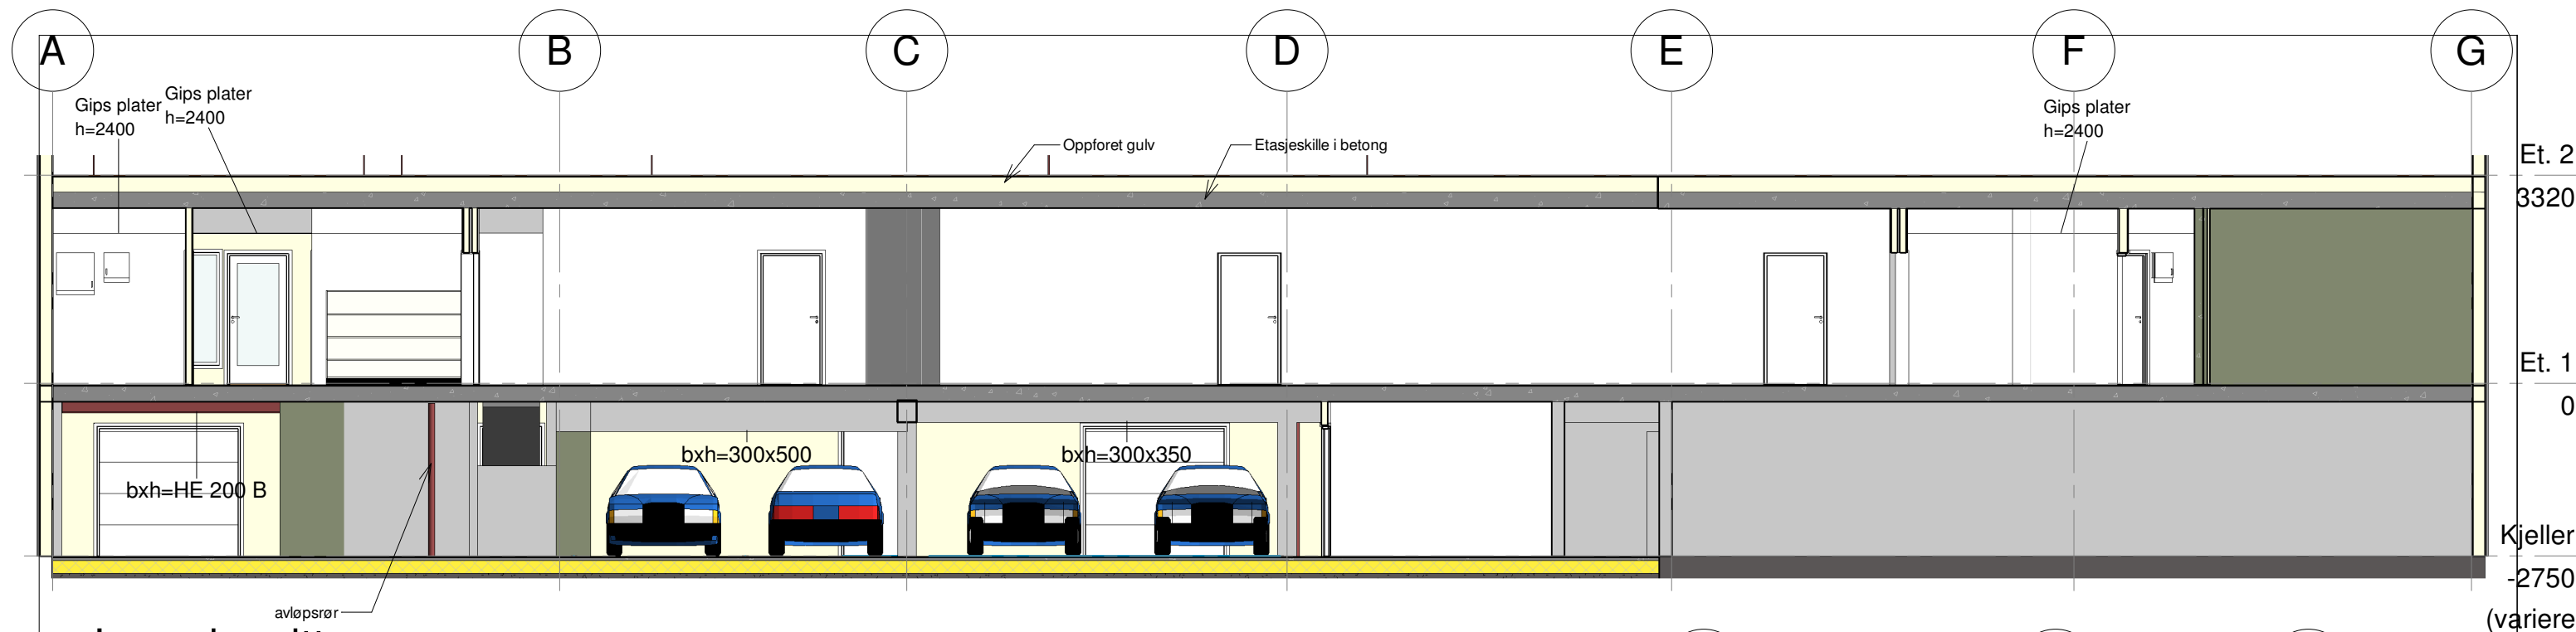 A B C D E F G
Gips plater
h=2400
Gips plater
h=2400
Gips plater
h=2400
Oppforet gulv
Etasjeskille i betong
Et. 2
3320
Et. 1
0
bxh=300x500
bxh=300x350
bxh=HE 200 B
Kjeller
-2750
avløpsrør
(variere